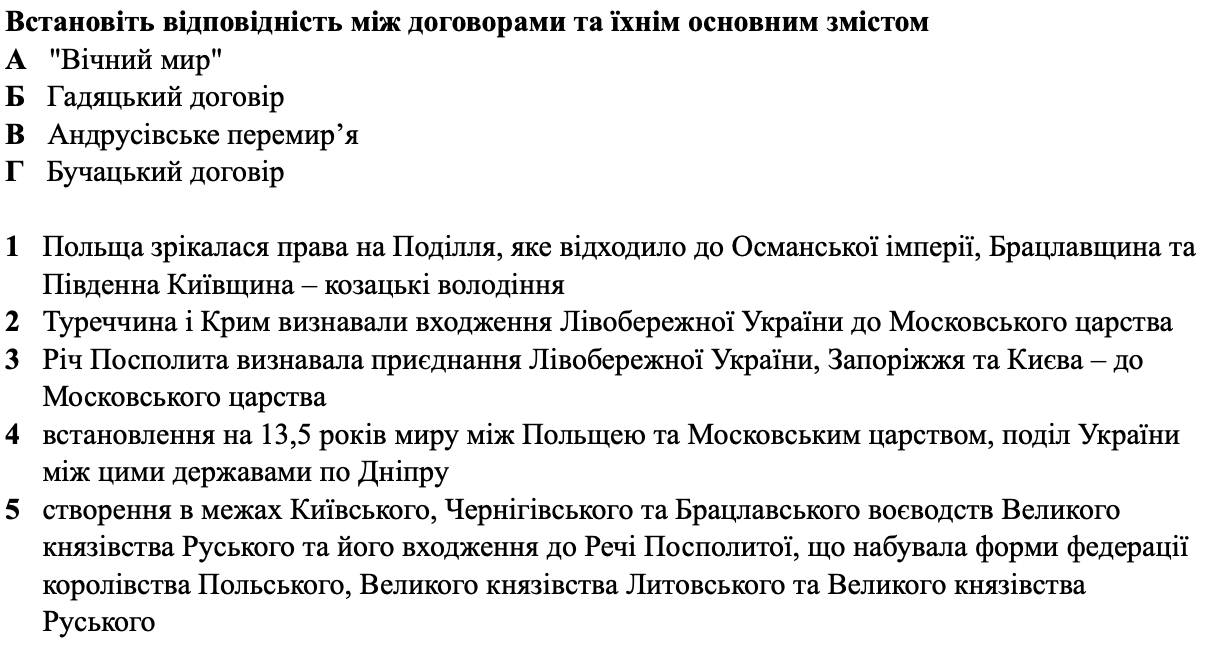 Встановіть відповідність між договорами та їхнім основним змістом
А "Вічний мир"
Б Гадяцький договір
В Андрусівське перемир’я
Г Бучацький договір
1 Польща зрікалася права на Поділля, яке відходило до Османської імперії, Брацлавщина та
Південна Київщина – козацькі володіння
2 Туреччина і Крим визнавали входження Лівобережної України до Московського царства
3 Річ Посполита визнавала приєднання Лівобережної України, Запоріжжя та Києва – до
Московського царства
4 встановлення на 13,5 років миру між Польщею та Московським царством, поділ України
між цими державами по Дніпру
5 створення в межах Київського, Чернігівського та Брацлавського воєводств Великого
князівства Руського та його входження до Речі Посполитої, що набувала форми федерації
королівства Польського, Великого князівства Литовського та Великого князівства
Руського